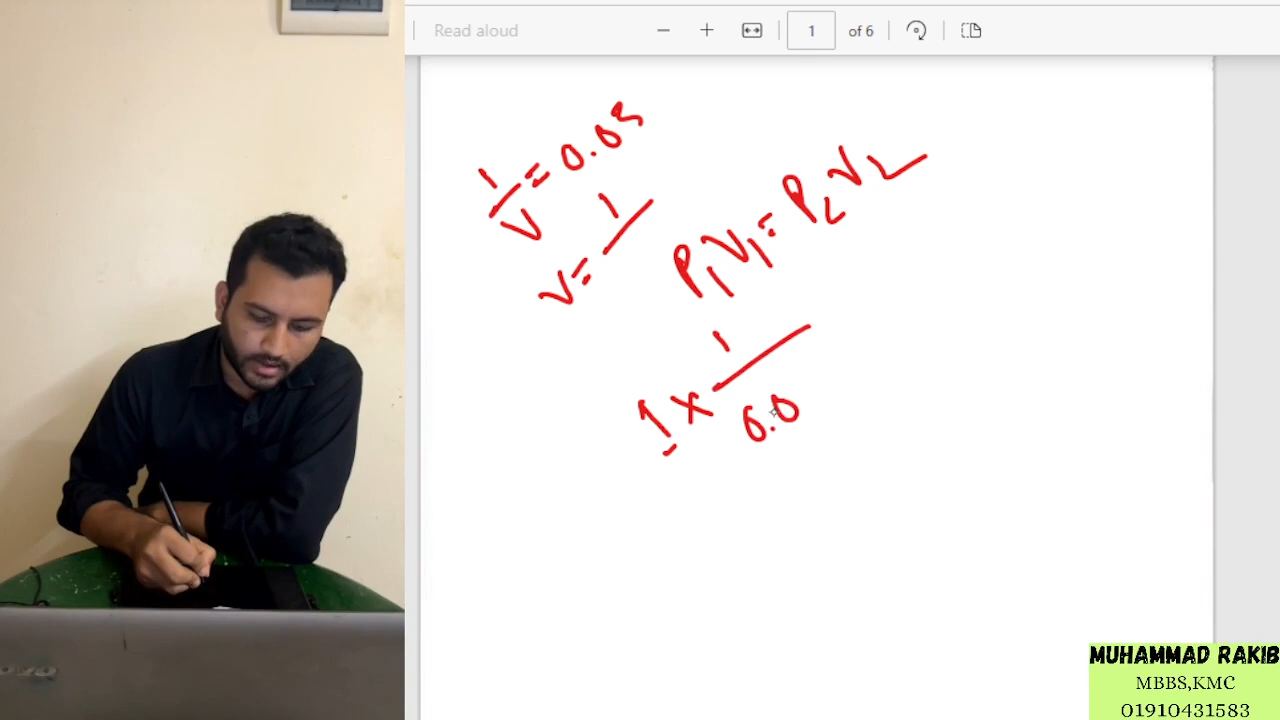 Read aloud
1 of 6
1/V = 0.05
V = 1/
P₁V₁ = P₂V₂
1 × 1/0.0
MUHAMMAD RAKIB
MBBS,KMC
01910431583